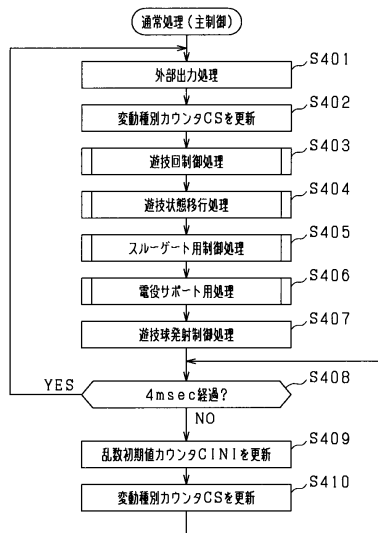 通常処理(主制御)
S401
外部出力処理
S402
変動種別カウンタCSを更新
S403
遊技回制御処理
S404
遊技状態移行処理
S405
スルーゲート用制御処理
S406
電役サポート用処理
S407
遊技球発射制御処理
S408
YES
4msec経過?
NO
S409
乱数初期値カウンタCINIを更新
S410
変動種別カウンタCSを更新